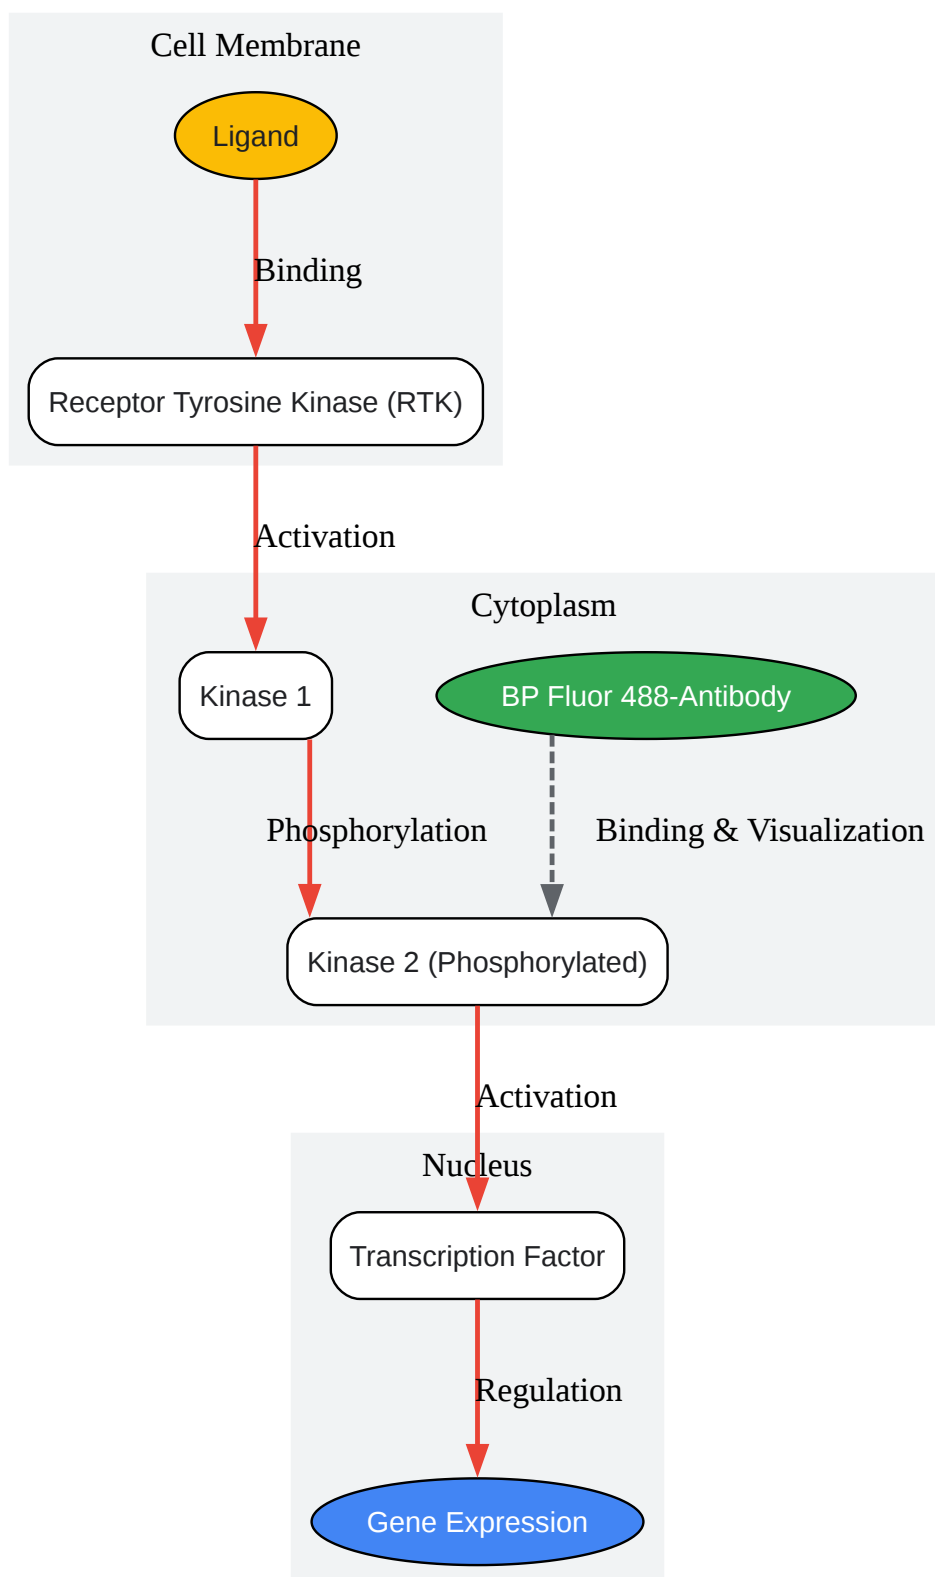 Cell Membrane
Ligand
Binding
Receptor Tyrosine Kinase (RTK)
Activation
Cytoplasm
Kinase 1
BP Fluor 488-Antibody
Phosphorylation
Binding & Visualization
Kinase 2 (Phosphorylated)
Activation
Nucleus
Transcription Factor
Regulation
Gene Expression